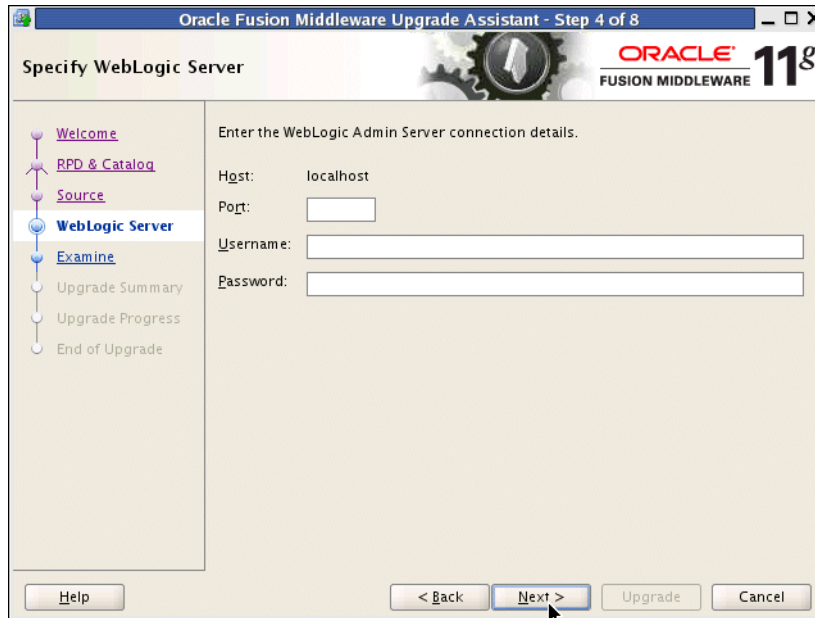 Oracle Fusion Middleware Upgrade Assistant - Step 4 of 8
Specify WebLogic Server
ORACLE
FUSION MIDDLEWARE 11g
Welcome
RPD & Catalog
Source
WebLogic Server
Examine
Upgrade Summary
Upgrade Progress
End of Upgrade
Enter the WebLogic Admin Server connection details.
Host: localhost
Port:
Username:
Password:
Help
< Back
Next >
Upgrade
Cancel